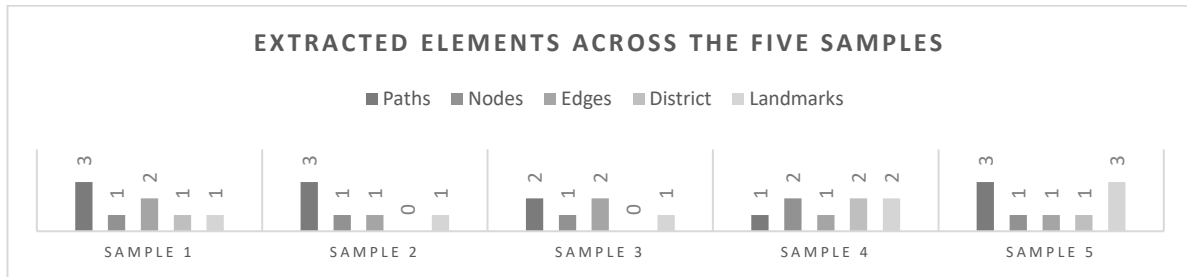 EXTRACTED ELEMENTS ACROSS THE FIVE SAMPLES
Paths Nodes Edges District Landmarks
3 1 2 1 1 3 1 1 0 1 2 1 2 0 1 1 2 1 2 2 3 1 1 1 3
SAMPLE 1 SAMPLE 2 SAMPLE 3 SAMPLE 4 SAMPLE 5